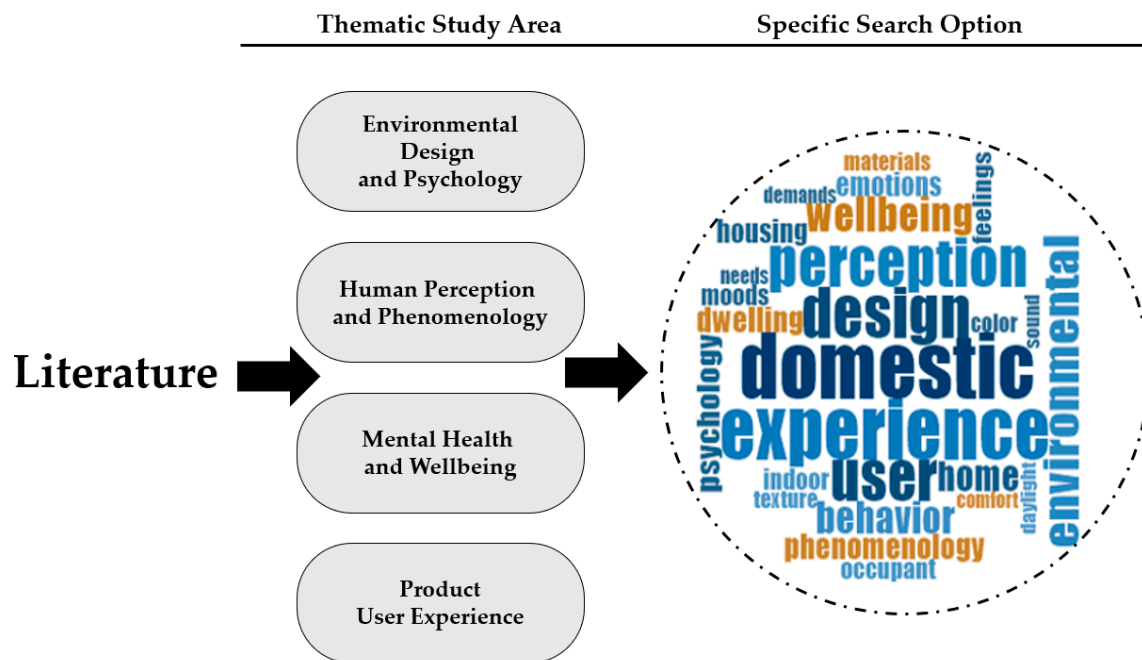 Thematic Study Area
Specific Search Option
Literature
Environmental
Design
and Psychology
Human Perception
and Phenomenology
Mental Health
and Wellbeing
Product
User Experience
materials
emotions
demands
feelings
wellbeing
housing
perception
needs
moods
environmental
dwelling
design
color
sound
domestic
psychology
experience
user
home
indoor
texture
comfort
daylight
behavior
phenomenology
occupant